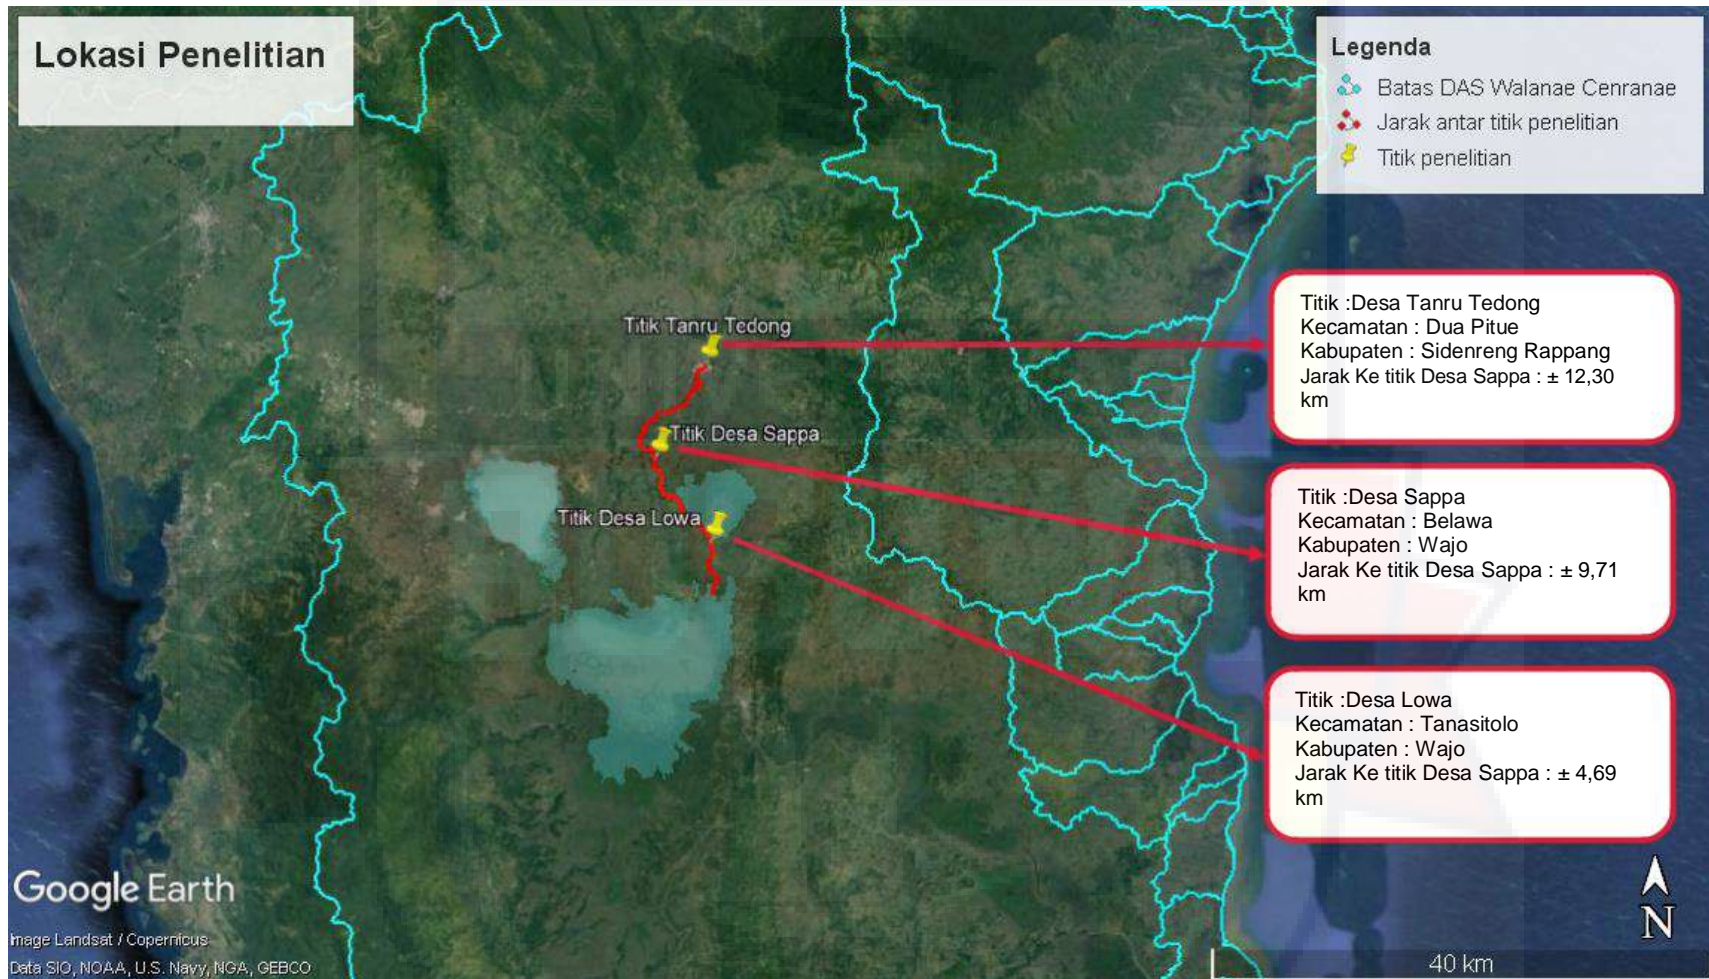 Lokasi Penelitian
Legenda
Batas DAS Walanae Cenranae
Jarak antar titik penelitian
Titik penelitian
Titik Tanru Tedong
Titik Desa Sappa
Titik Desa Lowa
Titik :Desa Tanru Tedong
Kecamatan : Dua Pitue
Kabupaten : Sidenreng Rappang
Jarak Ke titik Desa Sappa : ± 12,30
km
Titik :Desa Sappa
Kecamatan : Belawa
Kabupaten : Wajo
Jarak Ke titik Desa Sappa : ± 9,71
km
Titik :Desa Lowa
Kecamatan : Tanasitolo
Kabupaten : Wajo
Jarak Ke titik Desa Sappa : ± 4,69
km
Google Earth
Image Landsat / Copernicus
Data SIO, NOAA, U.S. Navy, NGA, GEBCO
N
40 km